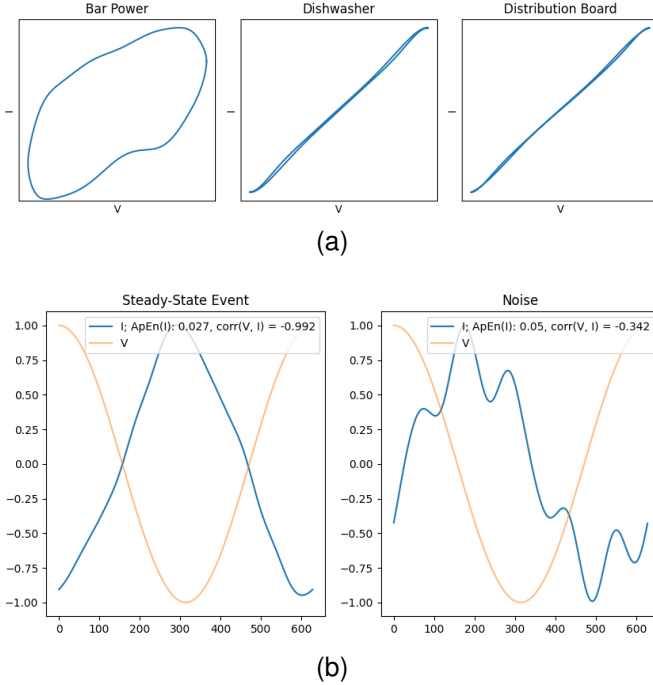 Bar Power
Dishwasher
Distribution Board
I
I
I
V
V
V
(a)
Steady-State Event
Noise
I; ApEn(I): 0.027, corr(V, I) = -0.992
V
I; ApEn(I): 0.05, corr(V, I) = -0.342
V
1.00
0.75
0.50
0.25
0.00
−0.25
−0.50
−0.75
−1.00
0 100 200 300 400 500 600
1.00
0.75
0.50
0.25
0.00
−0.25
−0.50
−0.75
−1.00
0 100 200 300 400 500 600
(b)